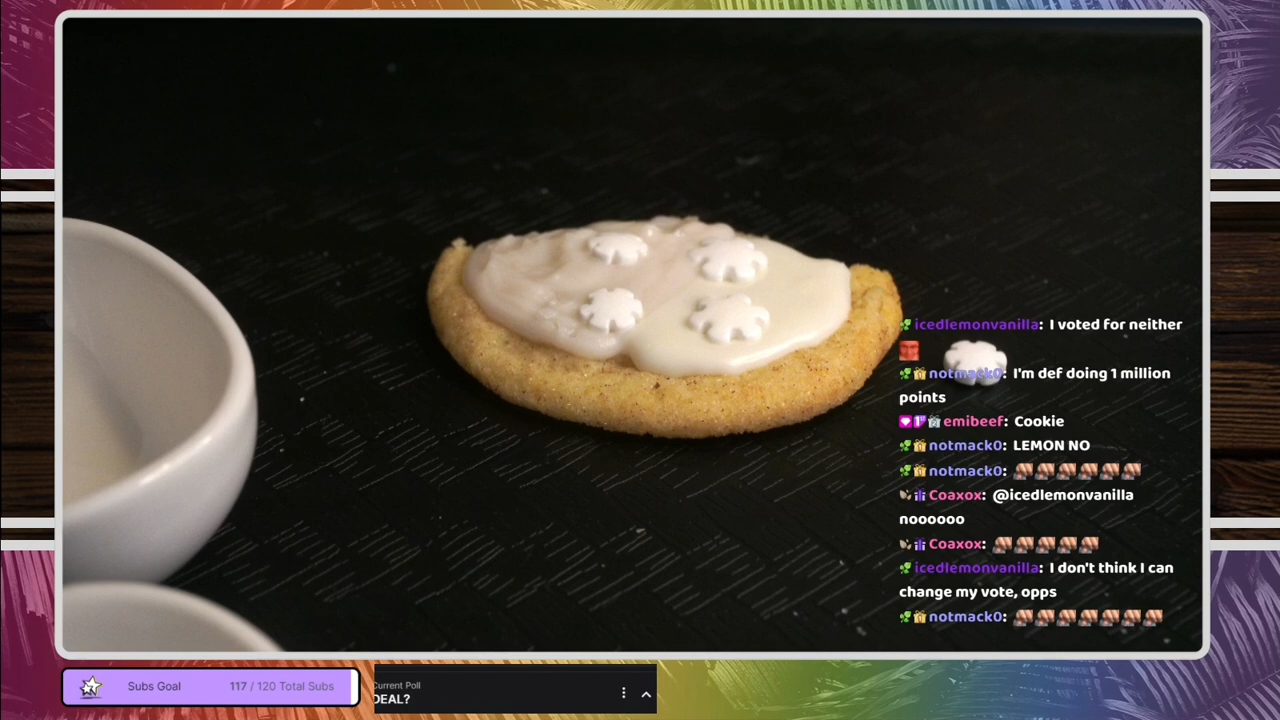 icedlemonvanilla: I voted for neither
notmack0: I'm def doing 1 million
points
emibeef: Cookie
notmack0: LEMON NO
notmack0:
Coaxox: @icedlemonvanilla
noooooo
Coaxox:
icedlemonvanilla: I don't think I can
change my vote, opps
notmack0:
Subs Goal 117 / 120 Total Subs
Current Poll
DEAL?